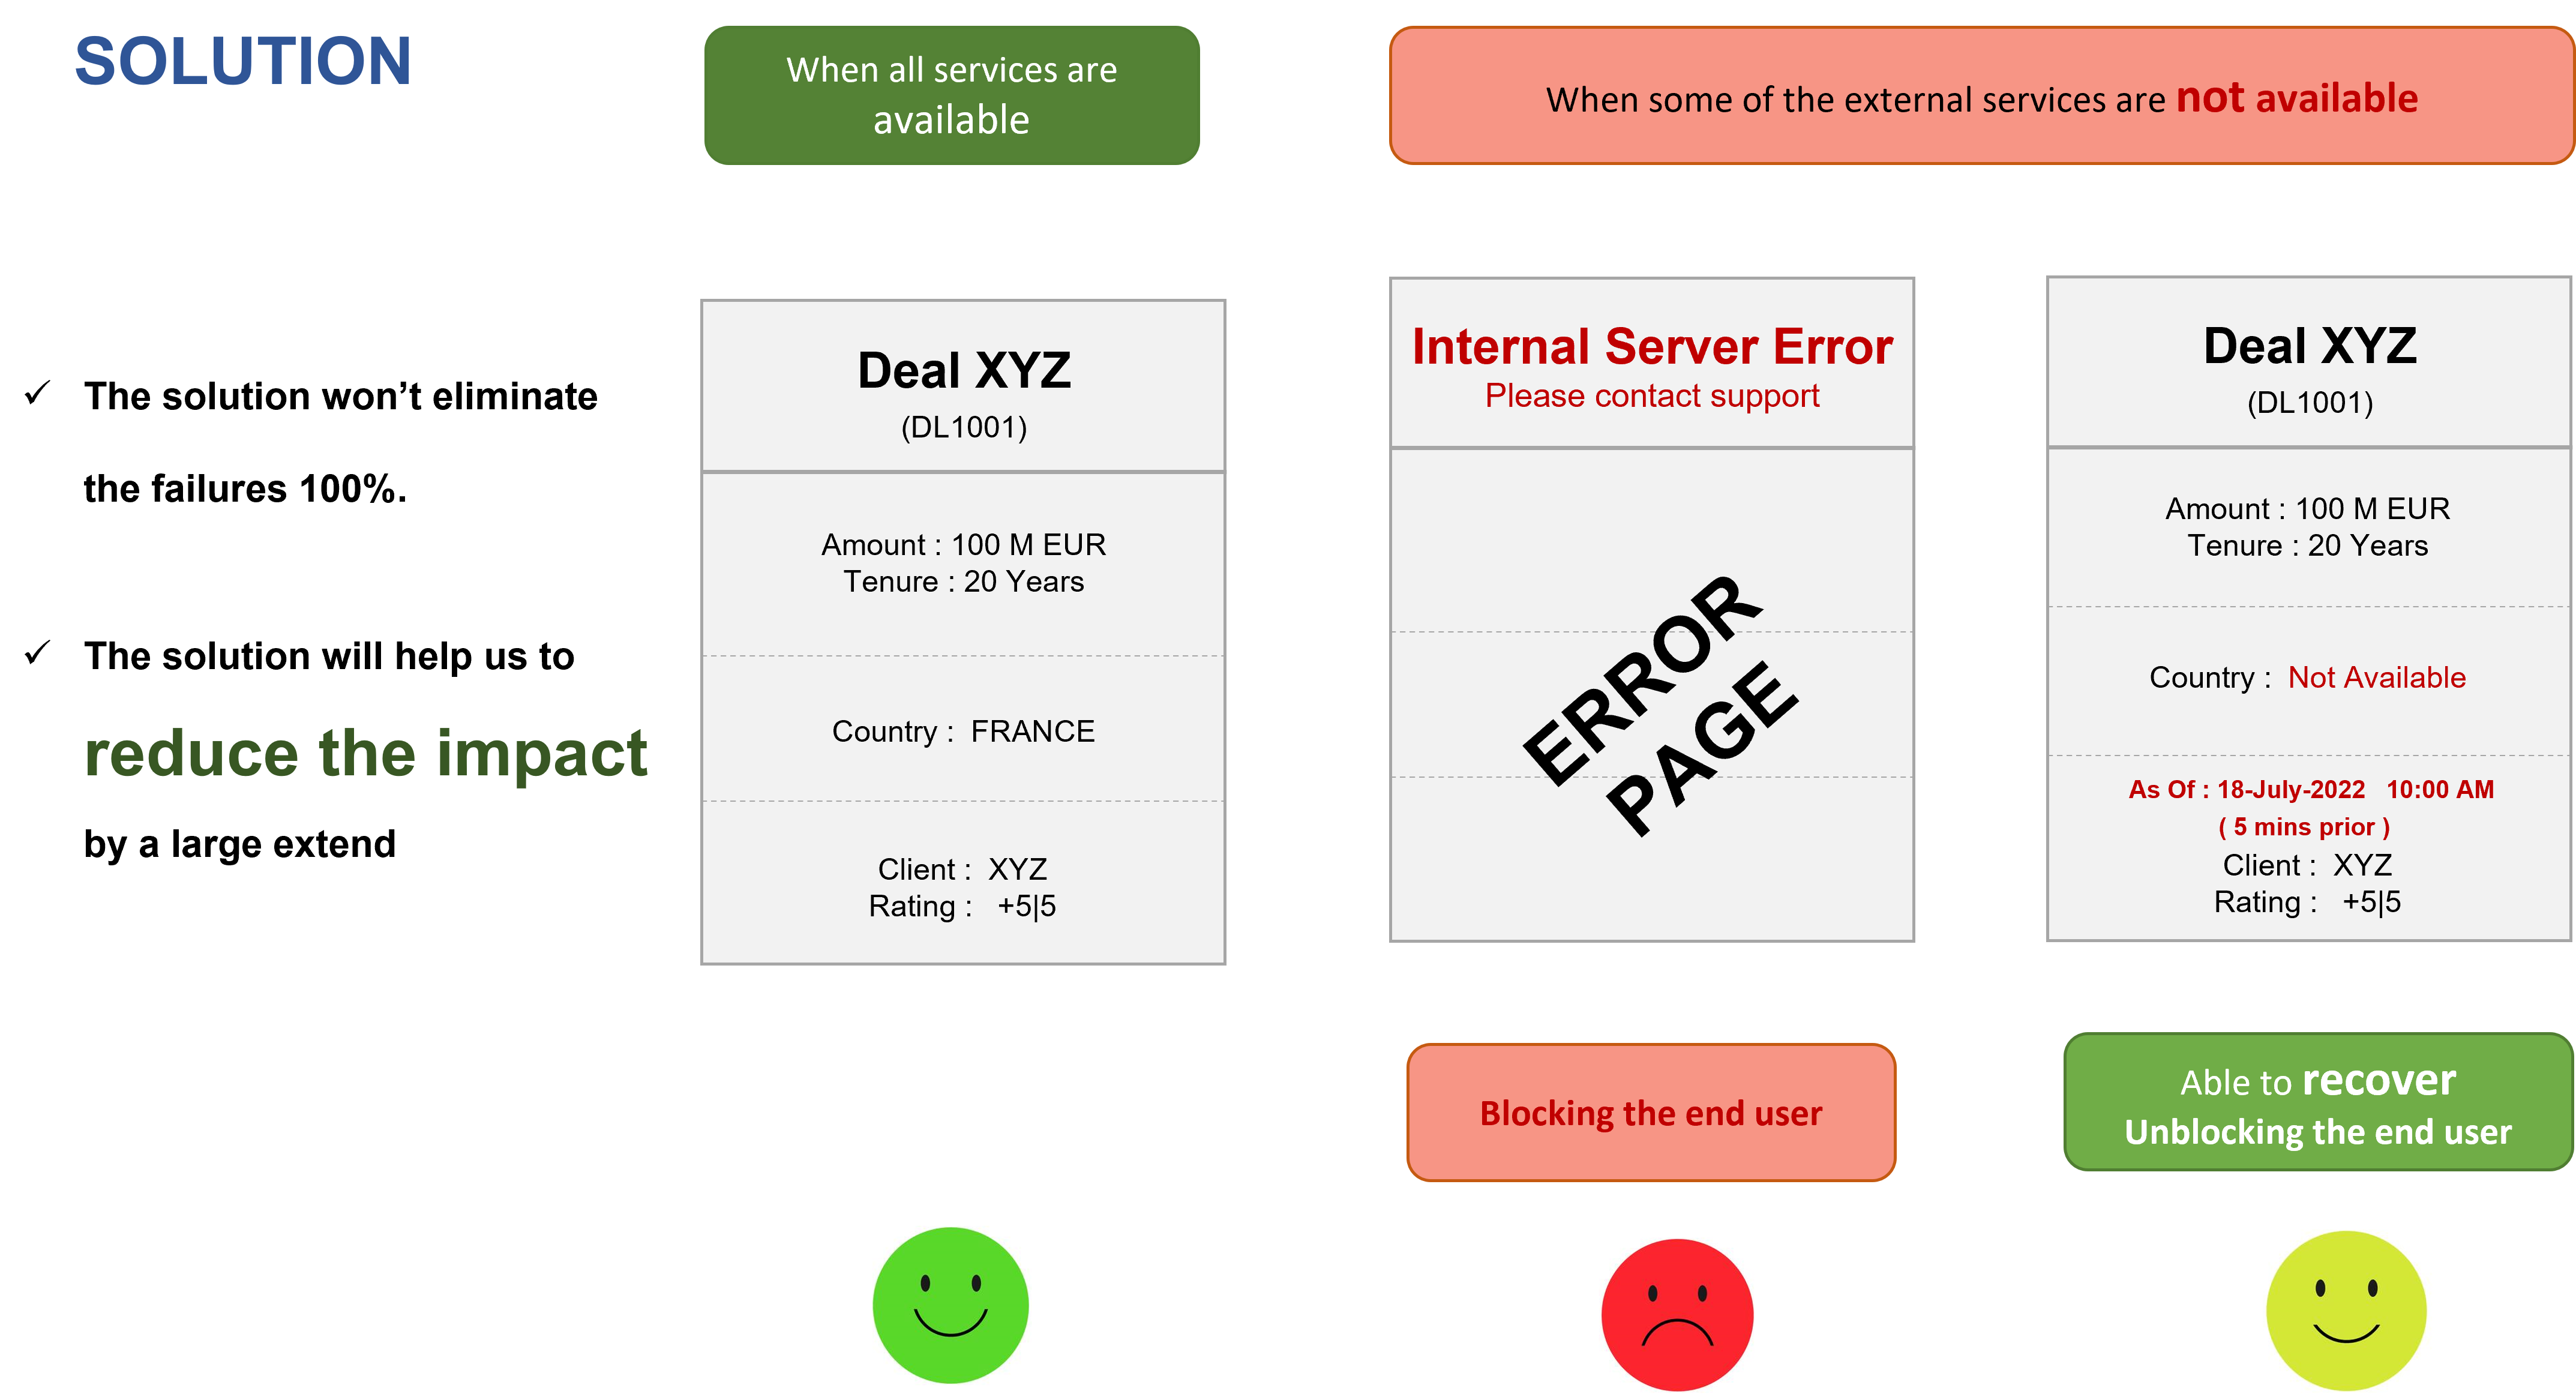 SOLUTION
When all services are
available
When some of the external services are not available
✓ The solution won’t eliminate
the failures 100%.
✓ The solution will help us to
reduce the impact
by a large extend
Deal XYZ
(DL1001)
Amount : 100 M EUR
Tenure : 20 Years
Country :  FRANCE
Client :  XYZ
Rating :   +5|5
Internal Server Error
Please contact support
ERROR
PAGE
Blocking the end user
Deal XYZ
(DL1001)
Amount : 100 M EUR
Tenure : 20 Years
Country :  Not Available
As Of : 18-July-2022   10:00 AM
( 5 mins prior )
Client :  XYZ
Rating :   +5|5
Able to recover
Unblocking the end user